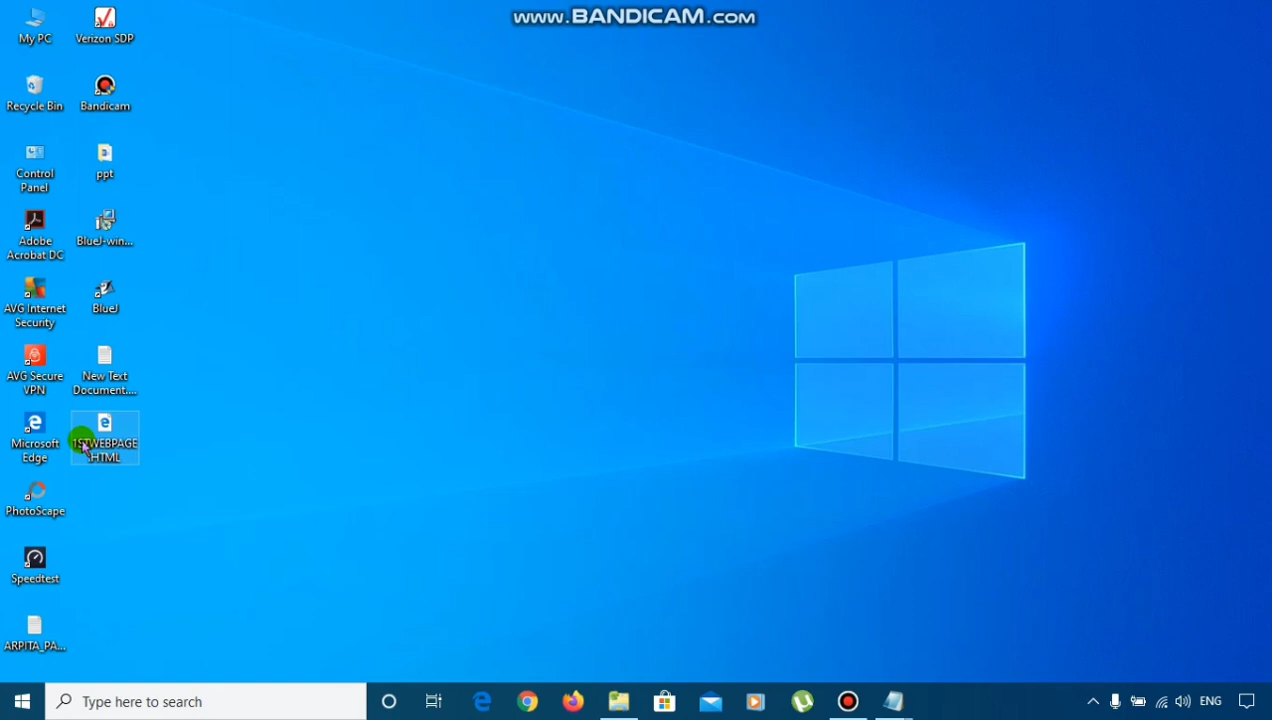 www.BANDICAM.com
My PC
Verizon SDP
Recycle Bin
Bandicam
Control
Panel
ppt
Adobe
Acrobat DC
BlueJ-win...
AVG Internet
Security
BlueJ
AVG Secure
VPN
New Text
Document....
Microsoft
Edge
1STWEBPAGE
.HTML
PhotoScape
Speedtest
ARPITA_PA...
Type here to search
ENG